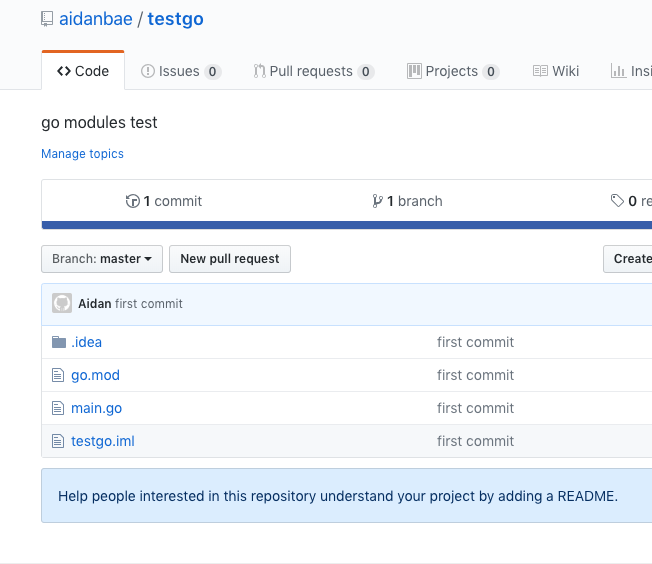 aidanbae / testgo
Code Issues 0 Pull requests 0 Projects 0 Wiki
go modules test
Manage topics
1 commit 1 branch 0
Branch: master New pull request Create
Aidan first commit
.idea first commit
go.mod first commit
main.go first commit
testgo.iml first commit
Help people interested in this repository understand your project by adding a README.